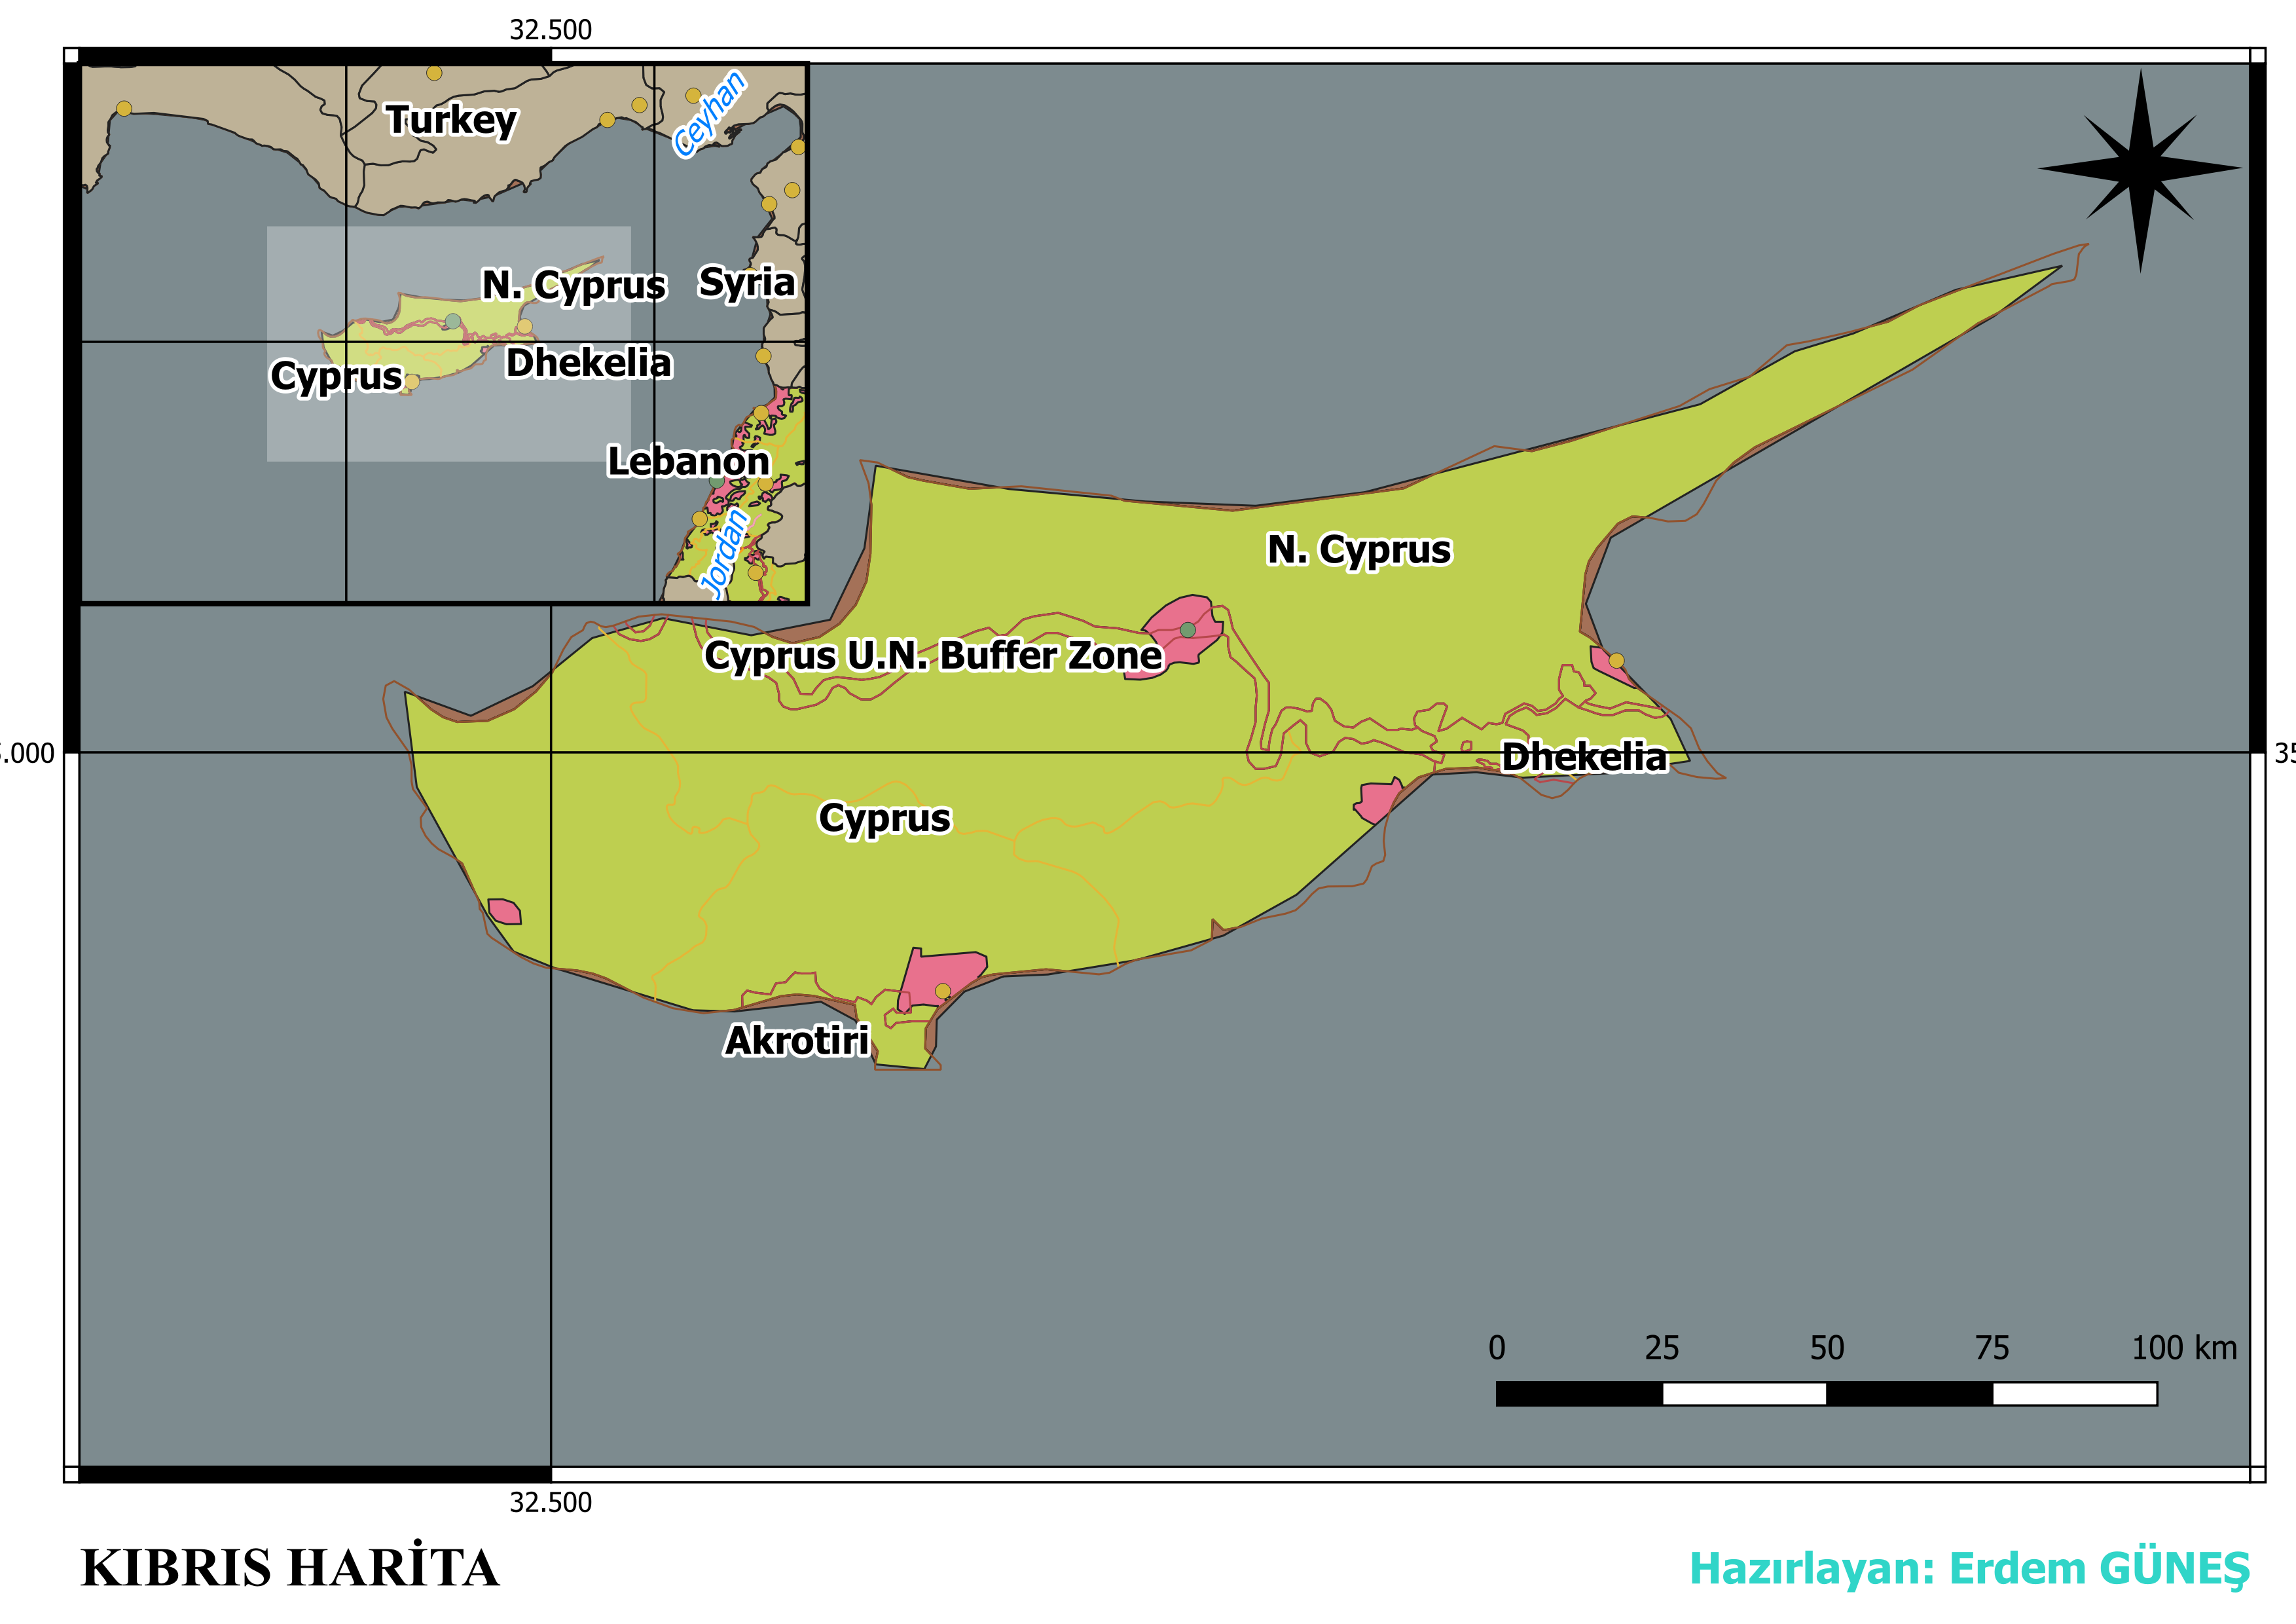 32.500
Turkey
Ceyhan
N. Cyprus
Syria
Dhekelia
Cyprus
Lebanon
Jordan
N. Cyprus
Cyprus U.N. Buffer Zone
.000
Dhekelia
35
Cyprus
Akrotiri
0 25 50 75 100 km
32.500
KIBRIS HARİTA
Hazırlayan: Erdem GÜNEŞ